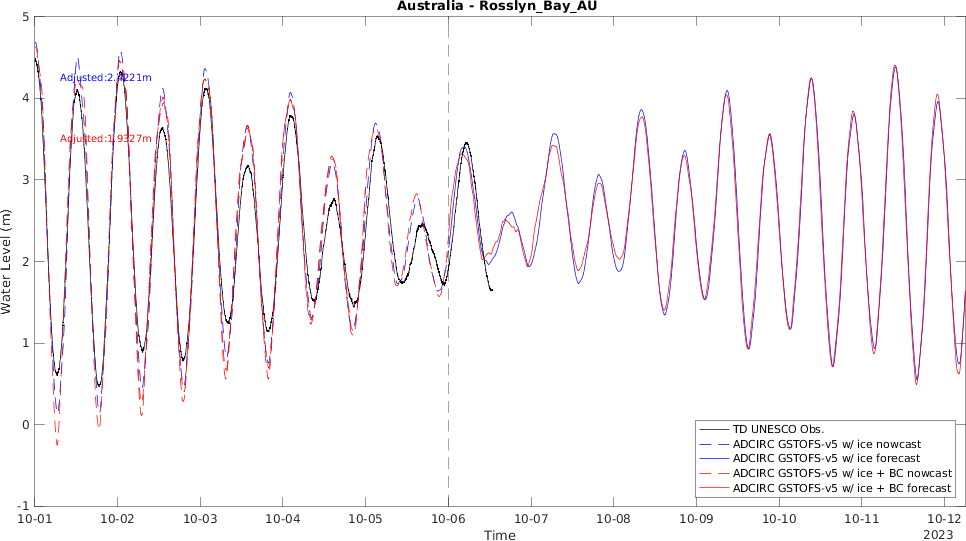 Australia - Rosslyn_Bay_AU
Water Level (m)
5
4
3
2
1
0
-1
Adjusted:2.4221m
Adjusted:1.9327m
TD UNESCO Obs.
ADCIRC GSTOFS-v5 w/ ice nowcast
ADCIRC GSTOFS-v5 w/ ice forecast
ADCIRC GSTOFS-v5 w/ ice + BC nowcast
ADCIRC GSTOFS-v5 w/ ice + BC forecast
10-01 10-02 10-03 10-04 10-05 10-06 10-07 10-08 10-09 10-10 10-11 10-12
Time
2023